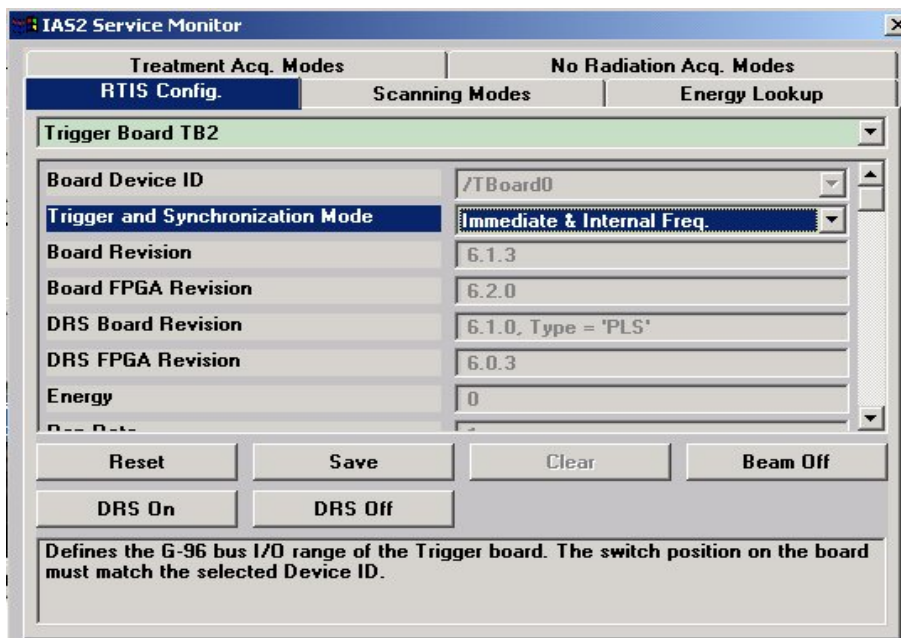 IAS2 Service Monitor
Treatment Acq. Modes
No Radiation Acq. Modes
RTIS Config.
Scanning Modes
Energy Lookup
Trigger Board TB2
Board Device ID
/TBoard0
Trigger and Synchronization Mode
Immediate & Internal Freq.
Board Revision
6.1.3
Board FPGA Revision
6.2.0
DRS Board Revision
6.1.0, Type = 'PLS'
DRS FPGA Revision
6.0.3
Energy
0
Reset
Save
Clear
Beam Off
DRS On
DRS Off
Defines the G-96 bus I/O range of the Trigger board. The switch position on the board
must match the selected Device ID.